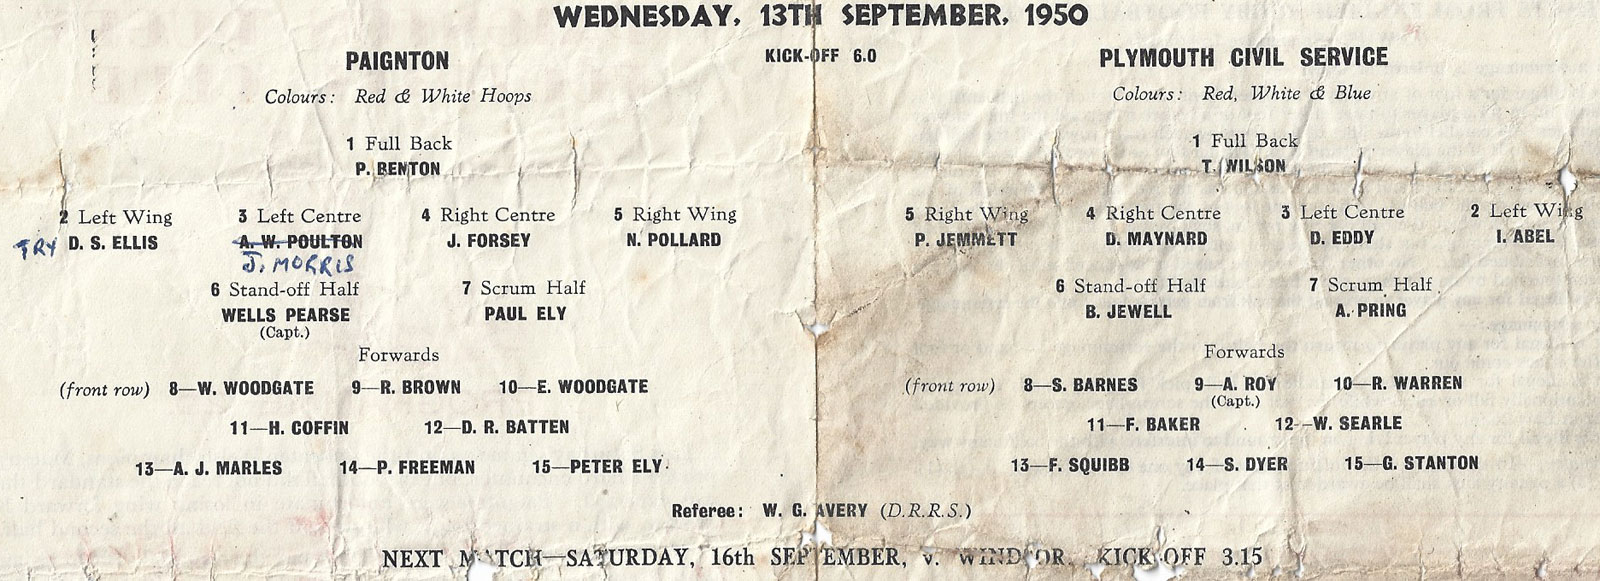 WEDNESDAY, 13TH SEPTEMBER, 1950
PAIGNTON KICK-OFF 6.0 PLYMOUTH CIVIL SERVICE
Colours: Red & White Hoops Colours: Red, White & Blue
1 Full Back 1 Full Back
P. BENTON T. WILSON
2 Left Wing 3 Left Centre 4 Right Centre 5 Right Wing 5 Right Wing 4 Right Centre 3 Left Centre 2 Left Wing
TRY D. S. ELLIS A. W. POULTON J. FORSEY N. POLLARD P. JEMMETT D. MAYNARD D. EDDY I. ABEL
J. MORRIS
6 Stand-off Half 7 Scrum Half 6 Stand-off Half 7 Scrum Half
WELLS PEARSE PAUL ELY B. JEWELL A. PRING
(Capt.)
Forwards Forwards
(front row) 8—W. WOODGATE 9—R. BROWN 10—E. WOODGATE (front row) 8—S. BARNES 9—A. ROY 10—R. WARREN
(Capt.)
11—H. COFFIN 12—D. R. BATTEN 11—F. BAKER 12—W. SEARLE
13—A. J. MARLES 14—P. FREEMAN 15—PETER ELY 13—F. SQUIBB 14—S. DYER 15—G. STANTON
Referee: W. G. AVERY (D.R.R.S.)
NEXT MATCH—SATURDAY, 16th SEPTEMBER, v. WINDSOR, KICK-OFF 3.15